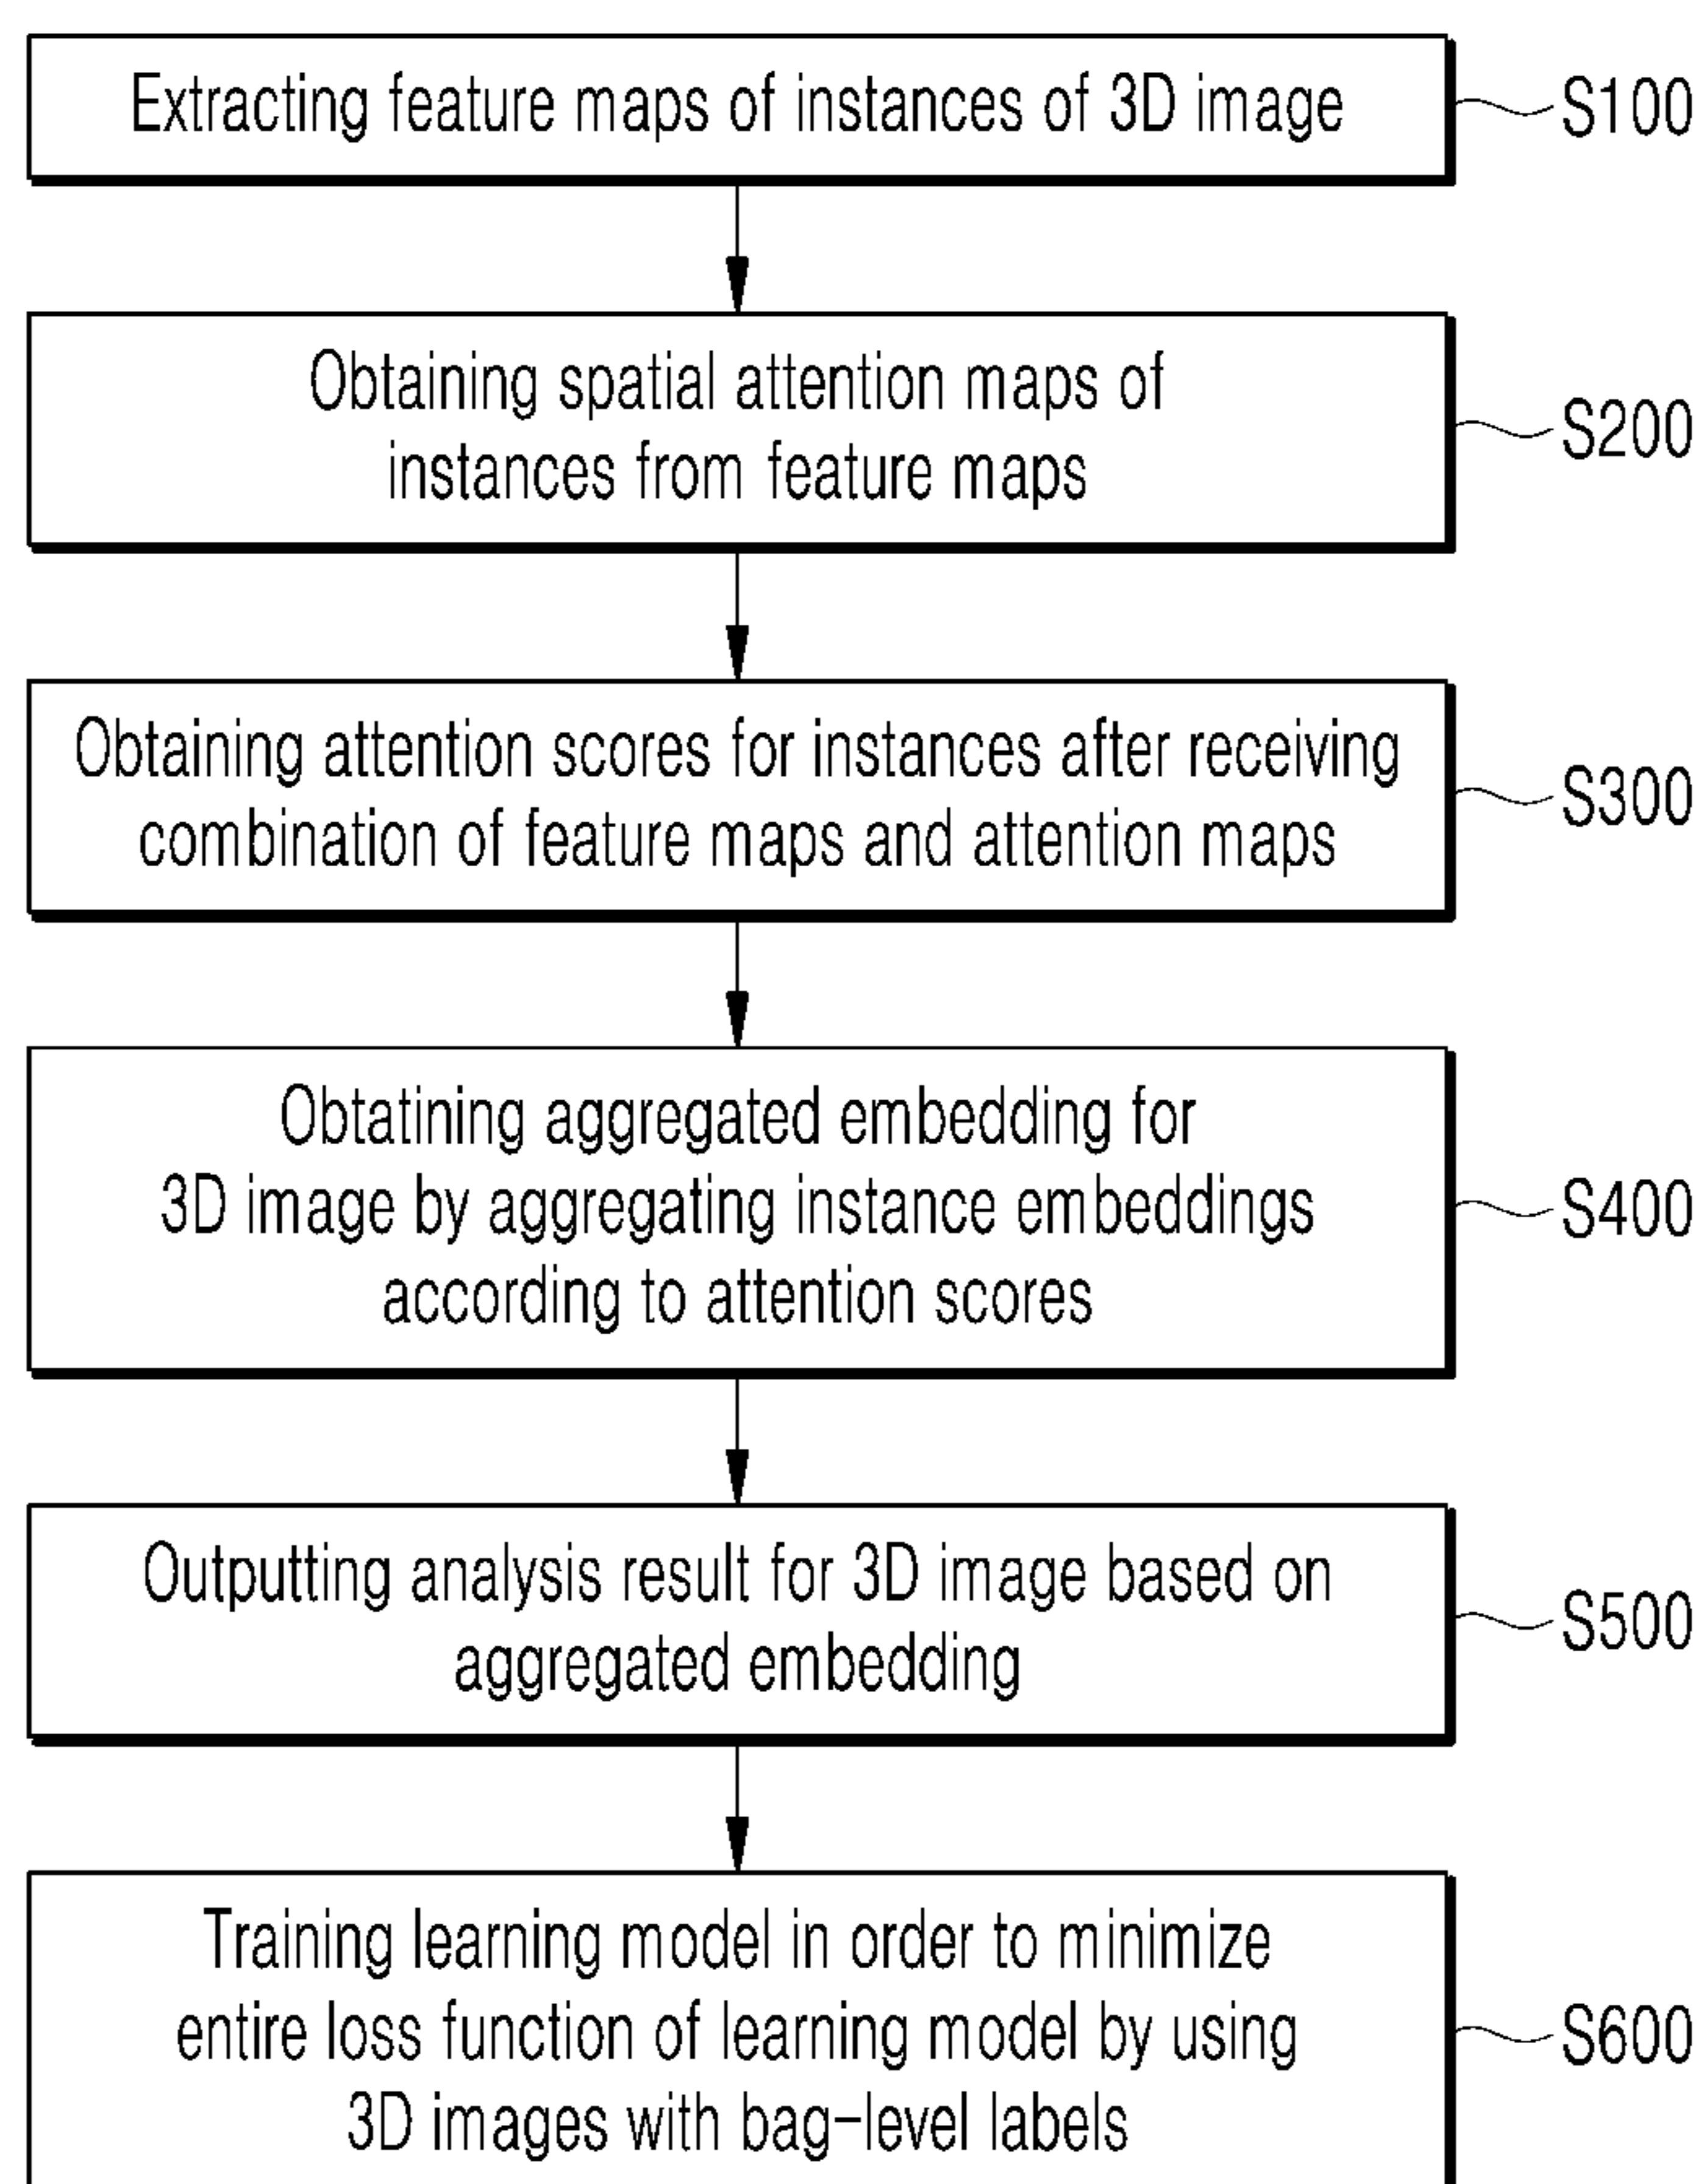 Extracting feature maps of instances of 3D image
S100
Obtaining spatial attention maps of
instances from feature maps
S200
Obtaining attention scores for instances after receiving
combination of feature maps and attention maps
S300
Obtatining aggregated embedding for
3D image by aggregating instance embeddings
according to attention scores
S400
Outputting analysis result for 3D image based on
aggregated embedding
S500
Training learning model in order to minimize
entire loss function of learning model by using
3D images with bag-level labels
S600